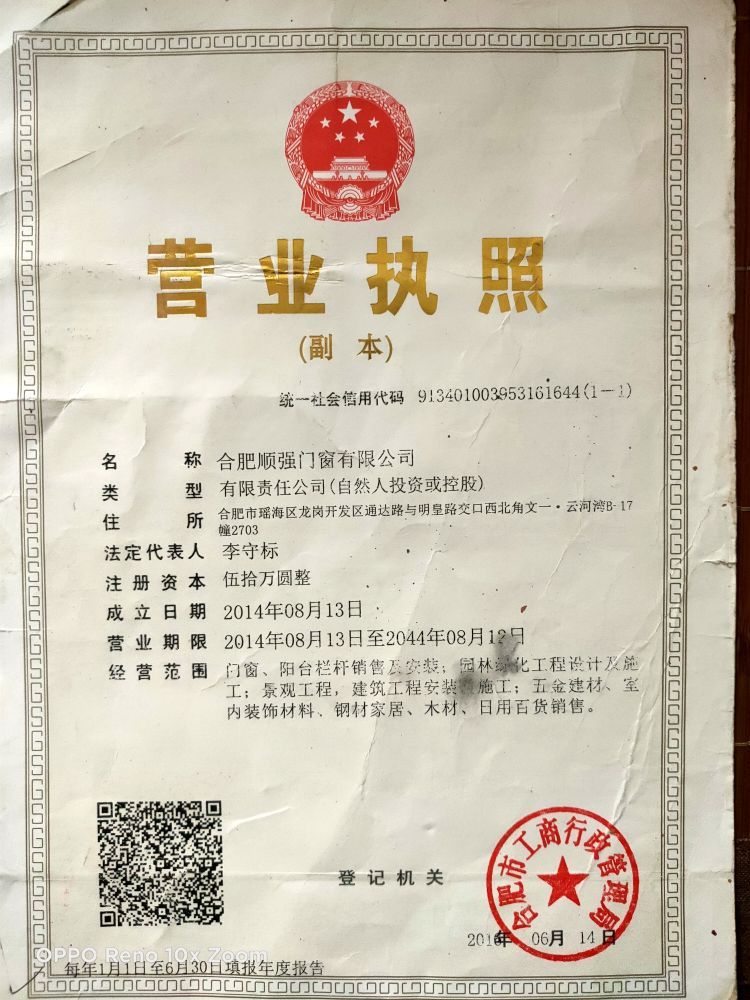 营业执照
(副本)
统一社会信用代码 913401003953161644(1-1)
名称 合肥顺强门窗有限公司
类型 有限责任公司(自然人投资或控股)
住所 合肥市瑶海区龙岗开发区通达路与明皇路交口西北角文一·云河湾B-17
幢2703
法定代表人 李守标
注册资本 伍拾万圆整
成立日期 2014年08月13日
营业期限 2014年08月13日至2044年08月12日
经营范围 门窗、阳台栏杆销售及安装；园林绿化工程设计及施
工；景观工程，建筑工程安装 施工；五金建材、室
内装饰材料、钢材家居、木材、日用百货销售。
登记机关
合肥市工商行政管理局
2016年 06月 14日
OPPO Reno 10x Zoom
每年1月1日至6月30日填报年度报告